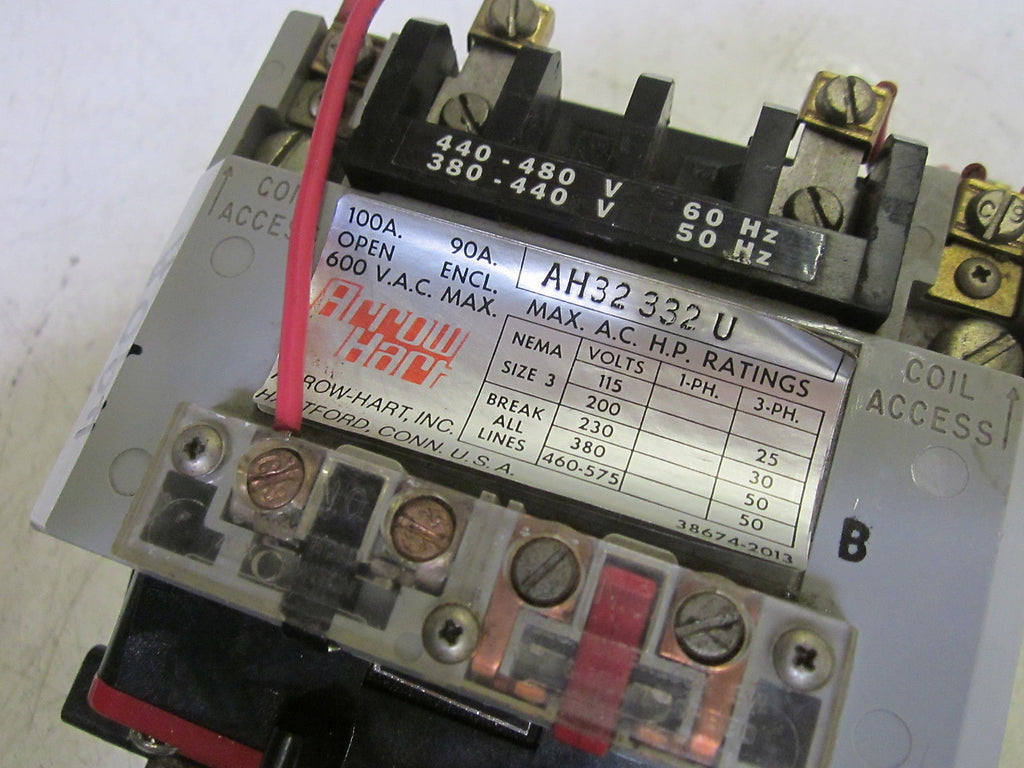 440-480 V 60 Hz
380-440 V 50 Hz
COIL
ACCESS
100A. 90A.
OPEN ENCL.
600 V.A.C. MAX.
AH32 332 U
MAX. A.C. H.P. RATINGS
Arrow
Hart
ROW-HART, INC.
HARTFORD, CONN. U.S.A.
NEMA
SIZE 3
BREAK
ALL
LINES
VOLTS 1-PH. 3-PH.
115
200 25
230 30
380 50
460-575 50
38674-2013
COIL
ACCESS
B